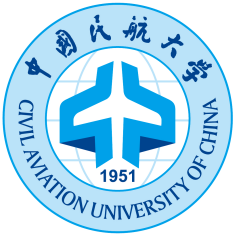 中国民航大学
1951
CIVIL AVIATION UNIVERSITY OF CHINA